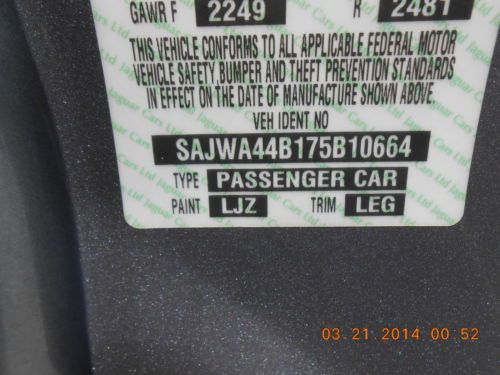 GAWR F 2249 R 2481
THIS VEHICLE CONFORMS TO ALL APPLICABLE FEDERAL MOTOR
VEHICLE SAFETY, BUMPER AND THEFT PREVENTION STANDARDS
IN EFFECT ON THE DATE OF MANUFACTURE SHOWN ABOVE.
VEH IDENT NO
SAJWA44B175B10664
TYPE PASSENGER CAR
PAINT LJZ TRIM LEG
03.21.2014 00:52